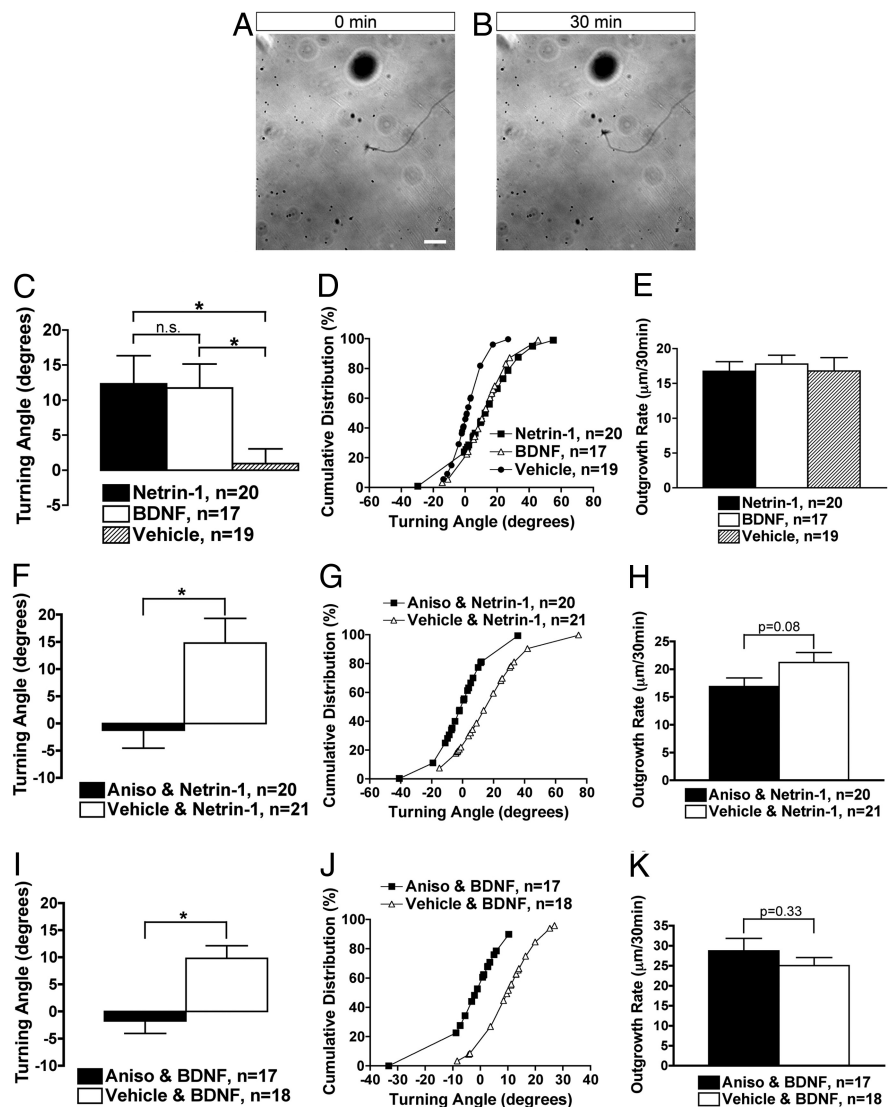 A
0 min
B
30 min
C
Turning Angle (degrees)
20
15
10
5
0
-5
*
n.s.
*
Netrin-1, n=20
BDNF, n=17
Vehicle, n=19
D
Cumulative Distribution (%)
100
80
60
40
20
0
-60 -40 -20 0 20 40 60 80
Turning Angle (degrees)
Netrin-1, n=20
BDNF, n=17
Vehicle, n=19
E
Outgrowth Rate (μm/30min)
20
15
10
5
0
Netrin-1, n=20
BDNF, n=17
Vehicle, n=19
F
Turning Angle (degrees)
20
15
10
5
0
-5
-10
*
Aniso & Netrin-1, n=20
Vehicle & Netrin-1, n=21
G
Aniso & Netrin-1, n=20
Vehicle & Netrin-1, n=21
Cumulative Distribution (%)
100
80
60
40
20
0
-60 -40 -20 0 20 40 60 80
Turning Angle (degrees)
H
Outgrowth Rate (μm/30min)
30
25
20
15
10
5
0
p=0.08
Aniso & Netrin-1, n=20
Vehicle & Netrin-1, n=21
I
Turning Angle (degrees)
20
15
10
5
0
-5
-10
*
Aniso & BDNF, n=17
Vehicle & BDNF, n=18
J
Aniso & BDNF, n=17
Vehicle & BDNF, n=18
Cumulative Distribution (%)
100
80
60
40
20
0
-40 -30 -20 -10 0 10 20 30 40
Turning Angle (degrees)
K
Outgrowth Rate (μm/30min)
35
30
25
20
15
10
5
0
p=0.33
Aniso & BDNF, n=17
Vehicle & BDNF, n=18